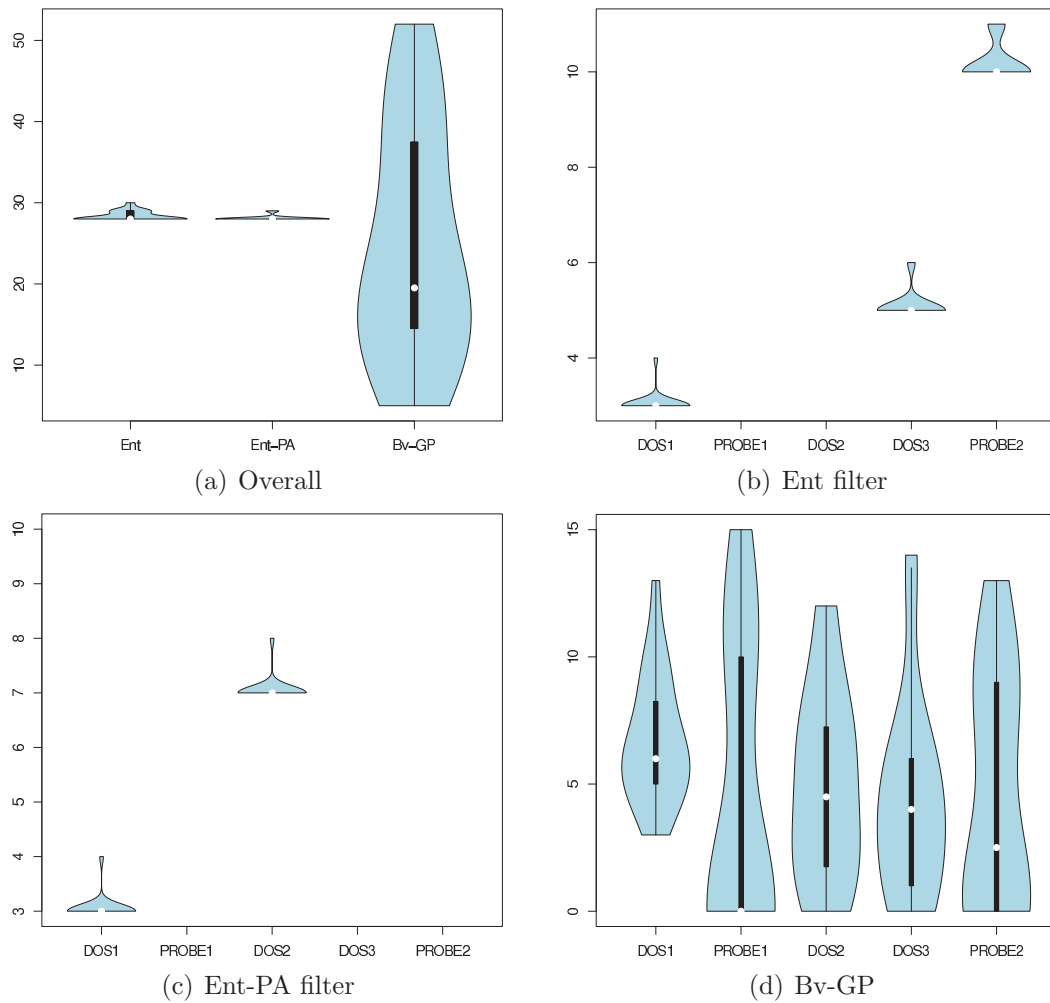 50
40
30
20
10
Ent Ent-PA Bv-GP
(a) Overall
10
8
6
4
DOS1 PROBE1 DOS2 DOS3 PROBE2
(b) Ent filter
10
9
8
7
6
5
4
3
DOS1 PROBE1 DOS2 DOS3 PROBE2
(c) Ent-PA filter
15
10
5
0
DOS1 PROBE1 DOS2 DOS3 PROBE2
(d) Bv-GP